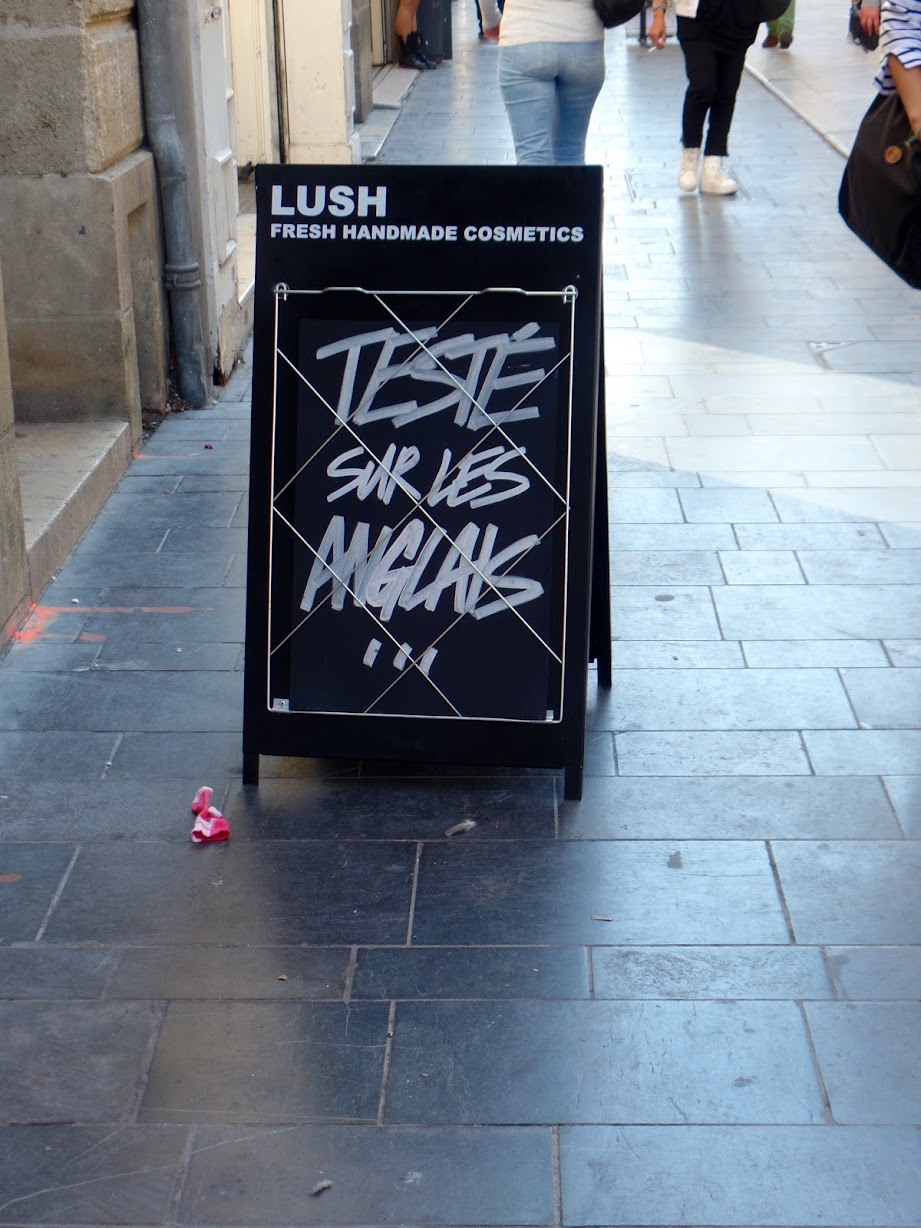 LUSH
FRESH HANDMADE COSMETICS
TESTÉ
SUR LES
ANGLAIS
...